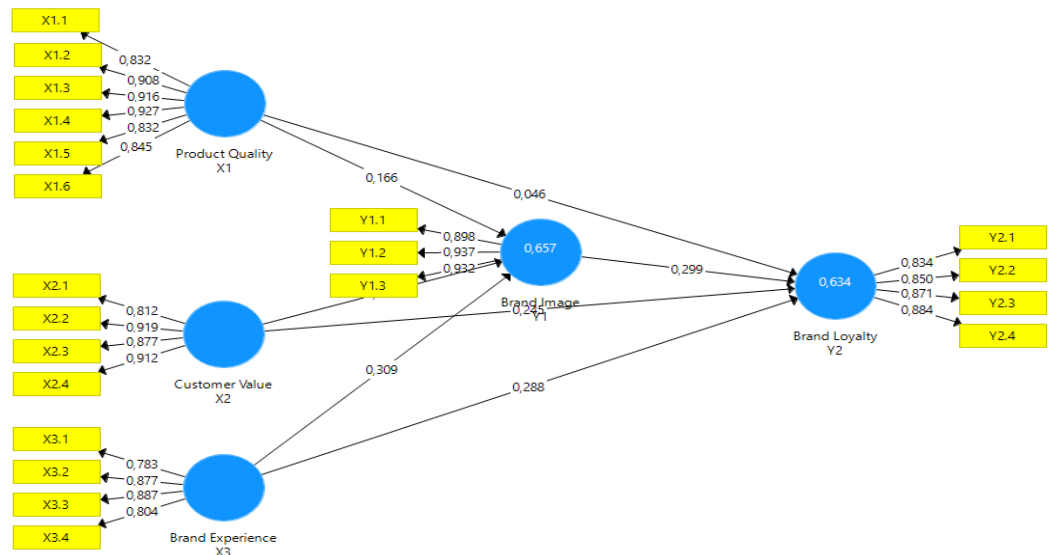 X1.1
X1.2
X1.3
X1.4
X1.5
X1.6
0,832
0,908
0,916
0,927
0,832
0,845
Product Quality
X1
0,166
0,046
Y1.1
Y1.2
Y1.3
0,898
0,937
0,932
0,657
Brand Image
Y1
0,299
0,245
X2.1
X2.2
X2.3
X2.4
0,812
0,919
0,877
0,912
Customer Value
X2
0,309
0,288
0,634
Brand Loyalty
Y2
0,834
0,850
0,871
0,884
Y2.1
Y2.2
Y2.3
Y2.4
X3.1
X3.2
X3.3
X3.4
0,783
0,877
0,887
0,804
Brand Experience
X3